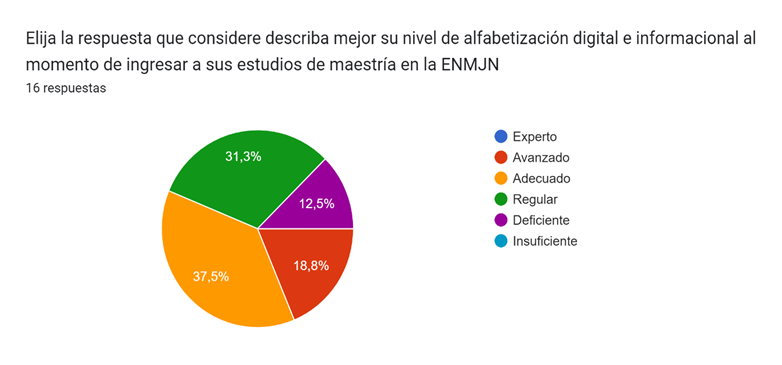 Elija la respuesta que considere describa mejor su nivel de alfabetización digital e informacional al
momento de ingresar a sus estudios de maestría en la ENMJN
16 respuestas
31,3%
12,5%
18,8%
37,5%
Experto
Avanzado
Adecuado
Regular
Deficiente
Insuficiente